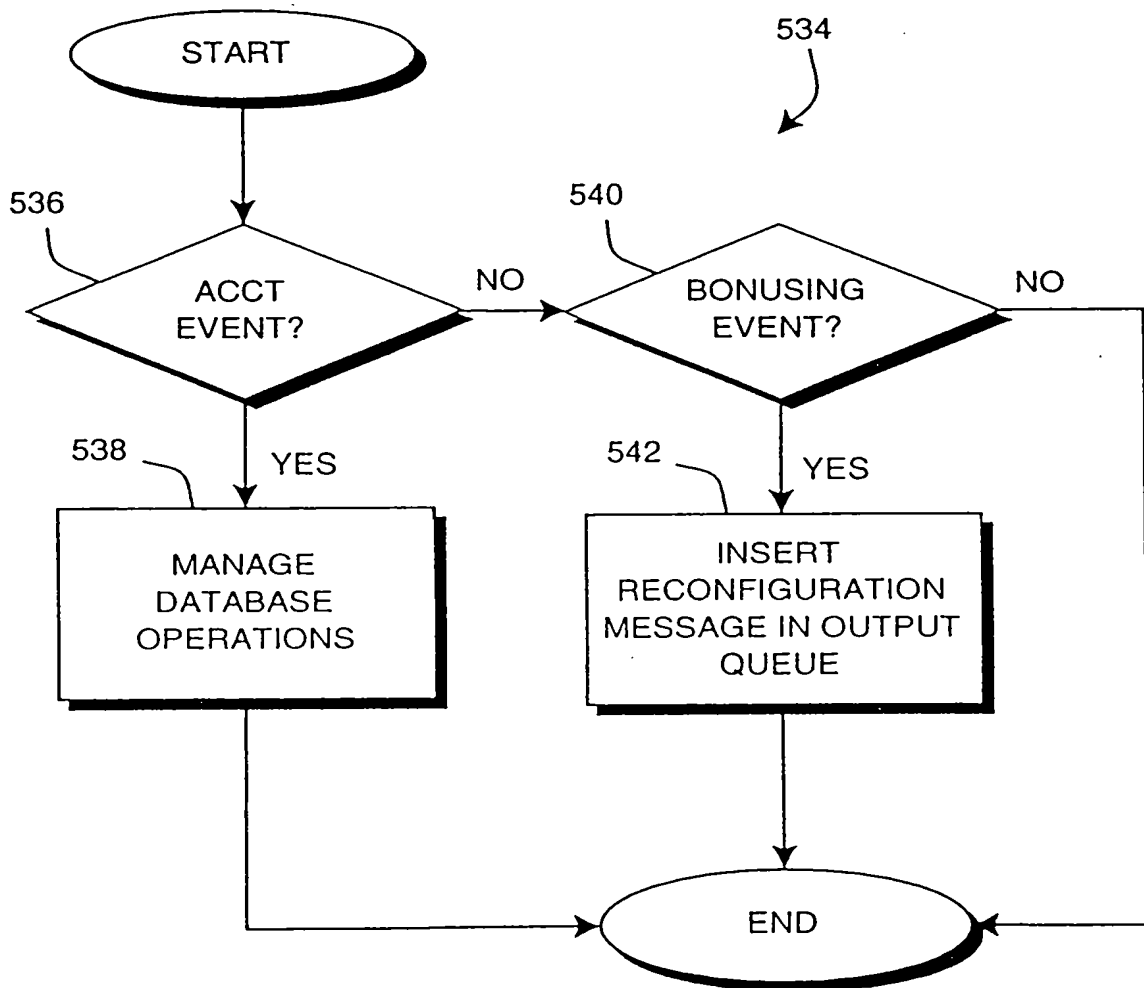 START
534
536
ACCT
EVENT?
NO
540
BONUSING
EVENT?
NO
538
YES
MANAGE
DATABASE
OPERATIONS
542
YES
INSERT
RECONFIGURATION
MESSAGE IN OUTPUT
QUEUE
END